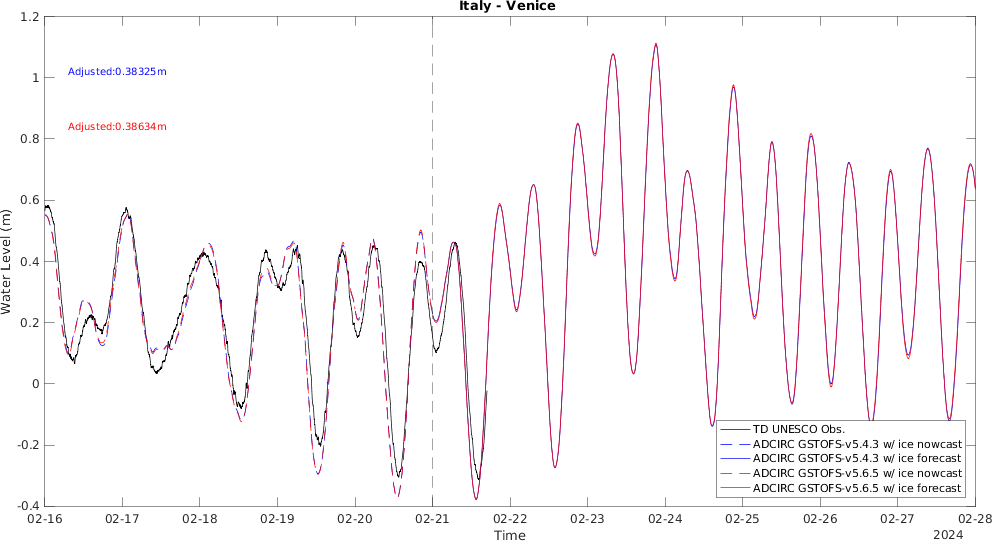 Italy - Venice
1.2
1
0.8
0.6
0.4
0.2
0
-0.2
-0.4
Water Level (m)
Adjusted:0.38325m
Adjusted:0.38634m
TD UNESCO Obs.
ADCIRC GSTOFS-v5.4.3 w/ ice nowcast
ADCIRC GSTOFS-v5.4.3 w/ ice forecast
ADCIRC GSTOFS-v5.6.5 w/ ice nowcast
ADCIRC GSTOFS-v5.6.5 w/ ice forecast
02-16 02-17 02-18 02-19 02-20 02-21 02-22 02-23 02-24 02-25 02-26 02-27 02-28
Time
2024